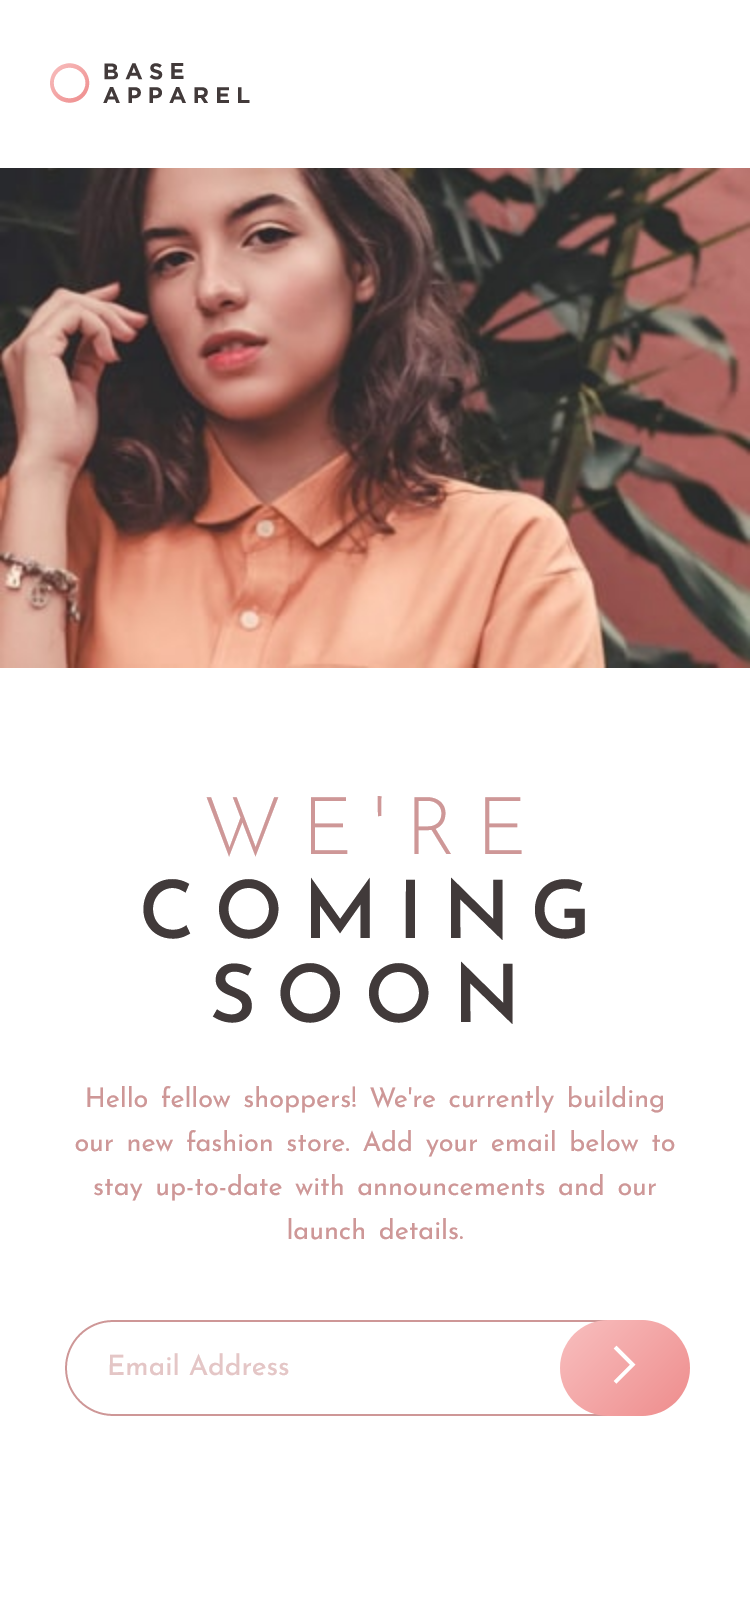 BASE
APPAREL
WE'RE
COMING
SOON
Hello fellow shoppers! We're currently building
our new fashion store. Add your email below to
stay up-to-date with announcements and our
launch details.
Email Address